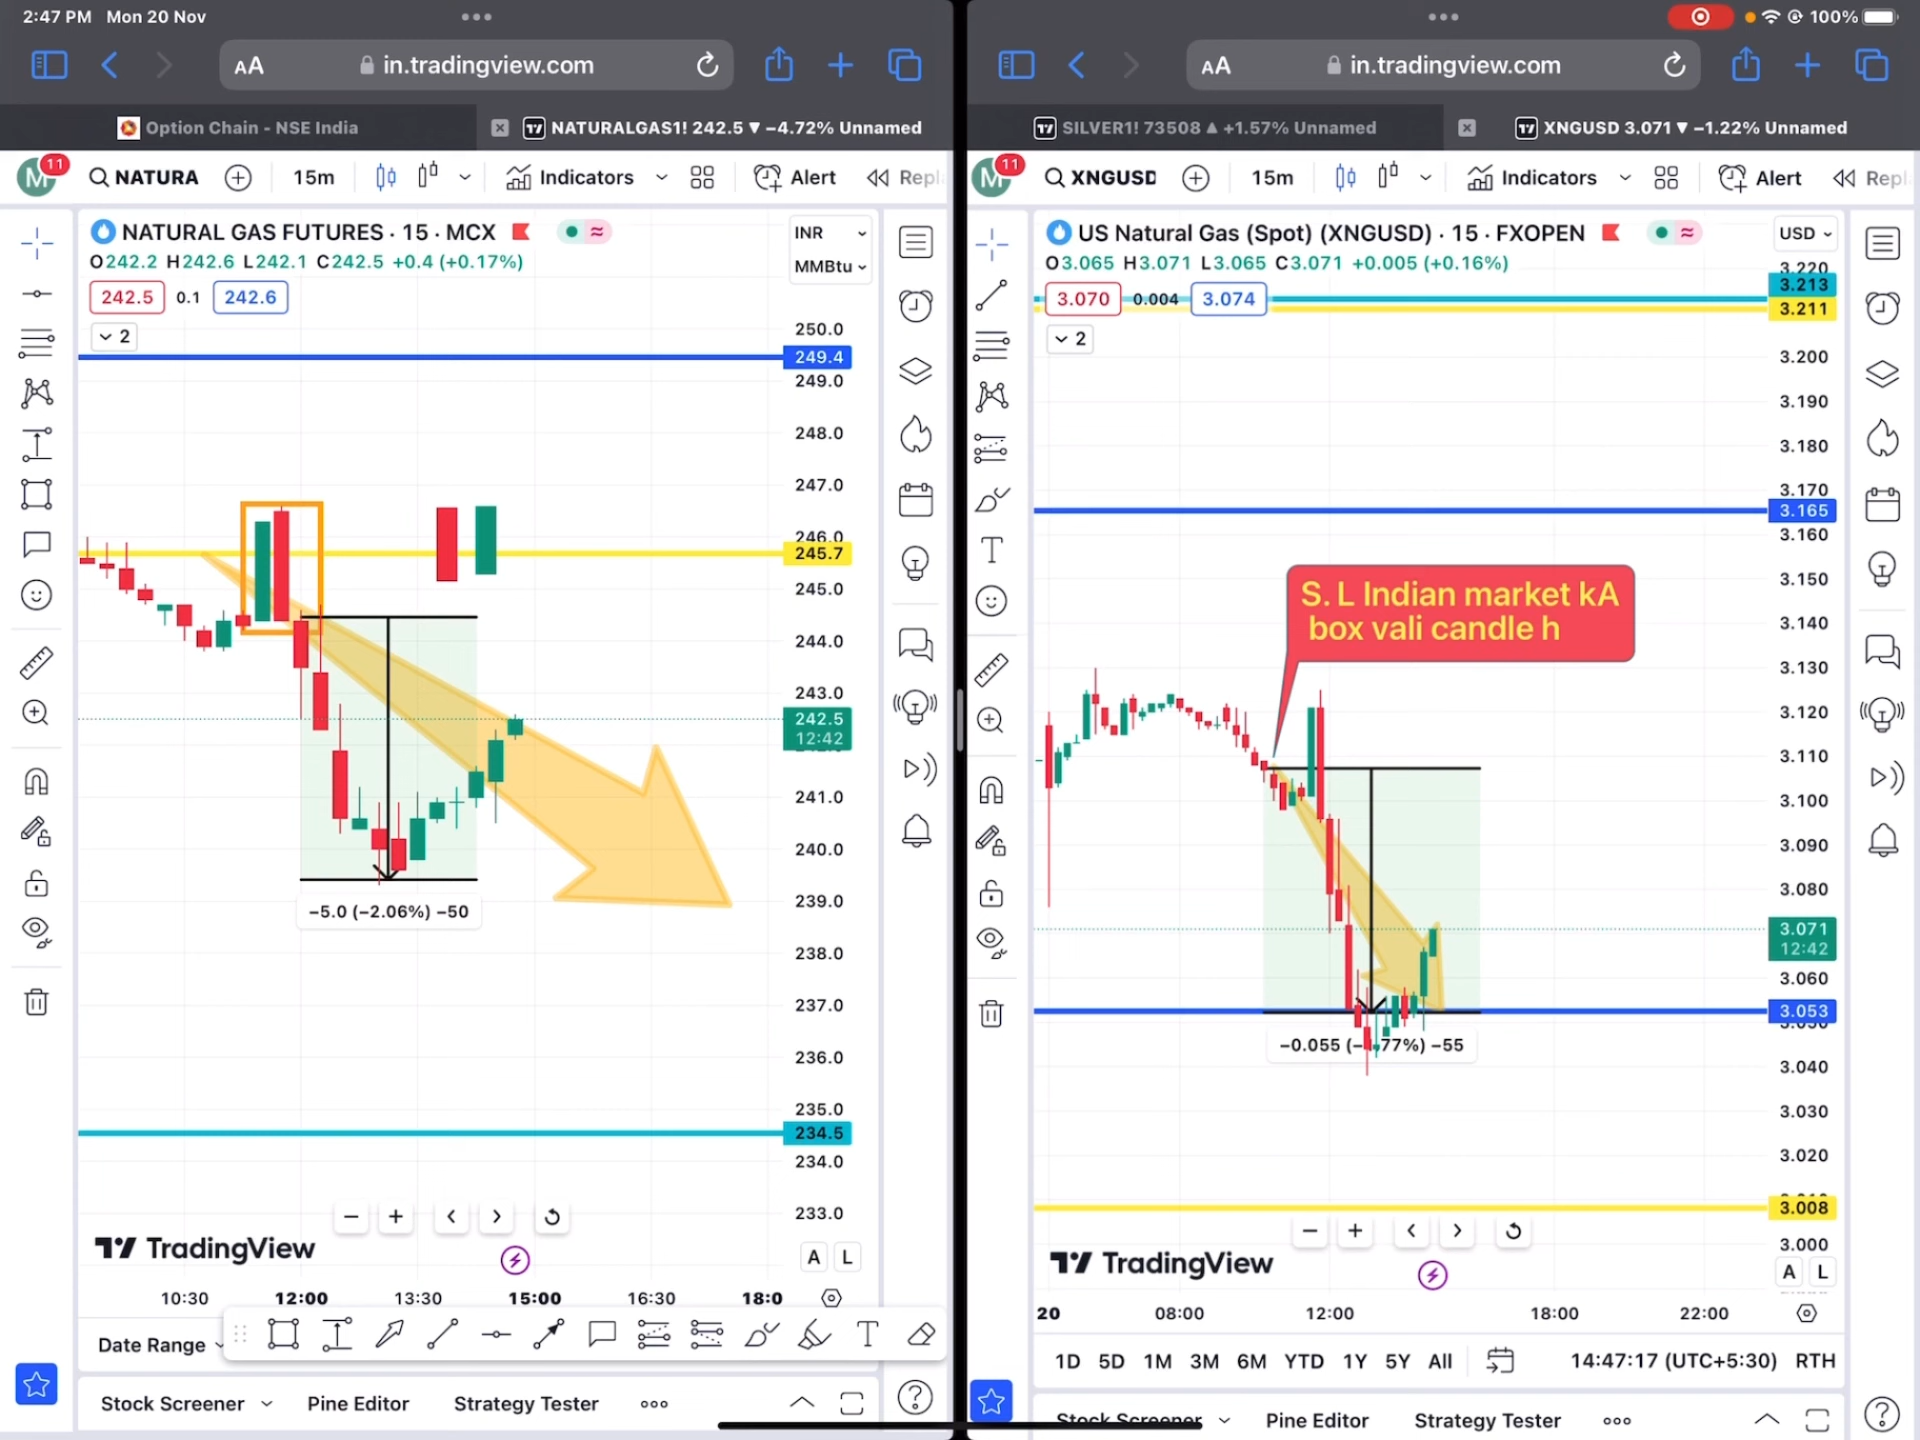 2:47 PM Mon 20 Nov
AA in.tradingview.com
Option Chain - NSE India
NATURALGAS1! 242.5 ▼ −4.72% Unnamed
M 11 NATURA 15m Indicators Alert Repl
NATURAL GAS FUTURES · 15 · MCX
O242.2 H242.6 L242.1 C242.5 +0.4 (+0.17%)
242.5 0.1 242.6
2
INR
MMBtu
250.0
249.4
249.0
248.0
247.0
246.0
245.7
245.0
244.0
243.0
242.5
12:42
241.0
240.0
239.0
238.0
237.0
236.0
235.0
234.5
234.0
233.0
−5.0 (−2.06%) −50
TradingView
A L
10:30 12:00 13:30 15:00 16:30 18:0
Date Range
T
Stock Screener Pine Editor Strategy Tester
100%
AA in.tradingview.com
SILVER1! 73508 ▲ +1.57% Unnamed
XNGUSD 3.071 ▼ −1.22% Unnamed
M 11 XNGUSD 15m Indicators Alert Repl
US Natural Gas (Spot) (XNGUSD) · 15 · FXOPEN
O3.065 H3.071 L3.065 C3.071 +0.005 (+0.16%)
3.070 0.004 3.074
2
USD
3.220
3.213
3.211
3.200
3.190
3.180
3.170
3.165
3.160
3.150
3.140
3.130
3.120
3.110
3.100
3.090
3.080
3.071
12:42
3.060
3.053
3.040
3.030
3.020
3.008
3.000
S. L Indian market kA
box vali candle h
T
TradingView
A L
20 08:00 12:00 18:00 22:00
1D 5D 1M 3M 6M YTD 1Y 5Y All 14:47:17 (UTC+5:30) RTH
Stock Screener Pine Editor Strategy Tester